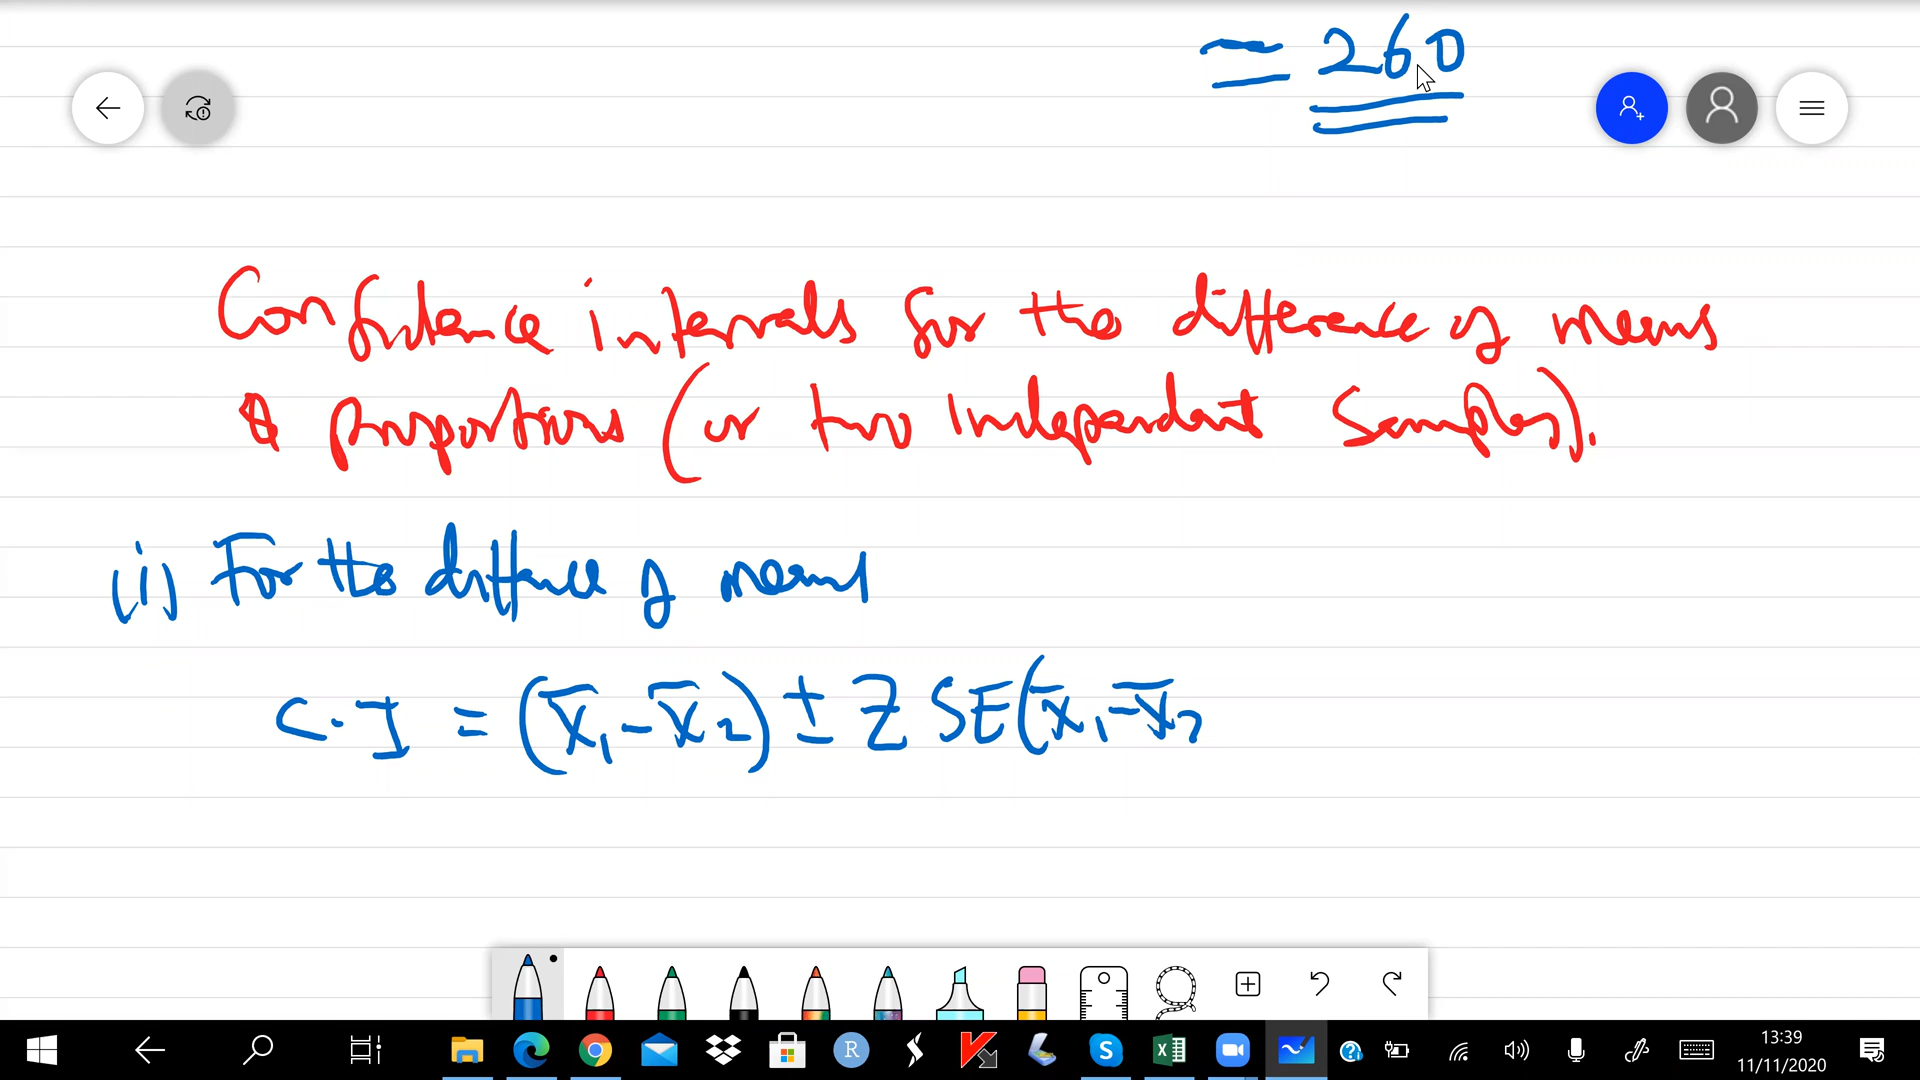 = 260
Confidence intervals for the difference of means
& proportions (or two independent samples).
(i) For the diffence of means
C.I = (x̄₁-x̄₂) ± Z SE(x̄₁-x̄₂
R
13:39
11/11/2020